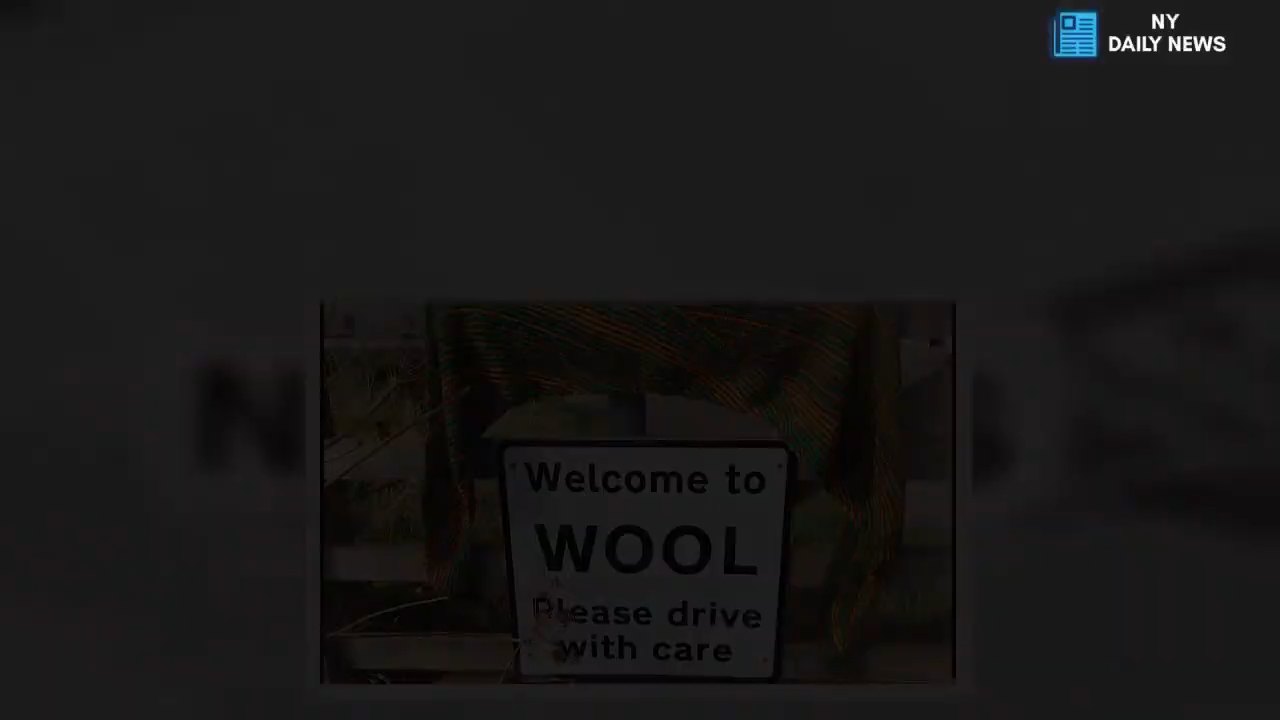 NY
DAILY NEWS
Welcome to
WOOL
Please drive
with care